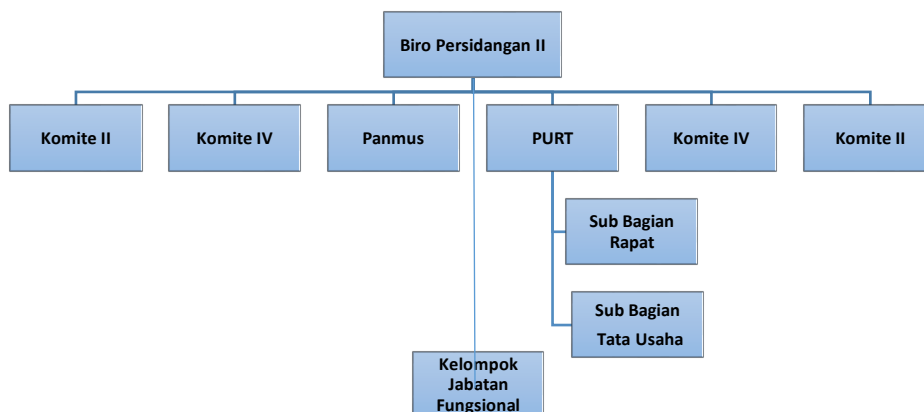 Biro Persidangan II
Komite II
Komite IV
Panmus
PURT
Komite IV
Komite II
Sub Bagian
Rapat
Sub Bagian
Tata Usaha
Kelompok
Jabatan
Fungsional